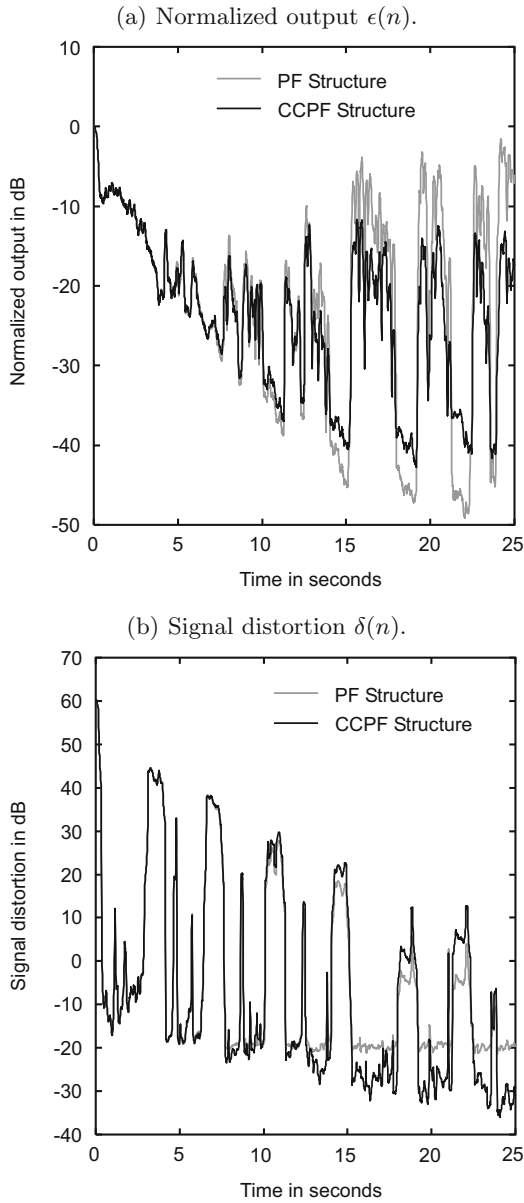 (a) Normalized output ϵ(n).
10
0
-10
-20
-30
-40
-50
Normalized output in dB
PF Structure
CCPF Structure
0 5 10 15 20 25
Time in seconds
(b) Signal distortion δ(n).
70
60
50
40
30
20
10
0
-10
-20
-30
-40
Signal distortion in dB
PF Structure
CCPF Structure
0 5 10 15 20 25
Time in seconds